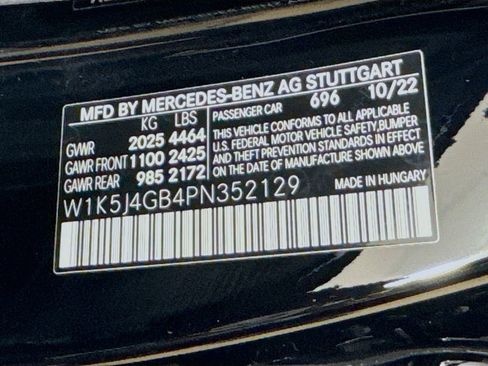 MFD BY MERCEDES-BENZ AG STUTTGART
KG LBS
GVWR 2025 4464
GAWR FRONT 1100 2425
GAWR REAR 985 2172
PASSENGER CAR 696 10/22
THIS VEHICLE CONFORMS TO ALL APPLICABLE
U.S. FEDERAL MOTOR VEHICLE SAFETY,BUMPER
AND THEFT PREVENTION STANDARDS IN EFFECT
ON THE DATE OF MANUFACTURE SHOWN ABOVE.
W1K5J4GB4PN352129
MADE IN HUNGARY